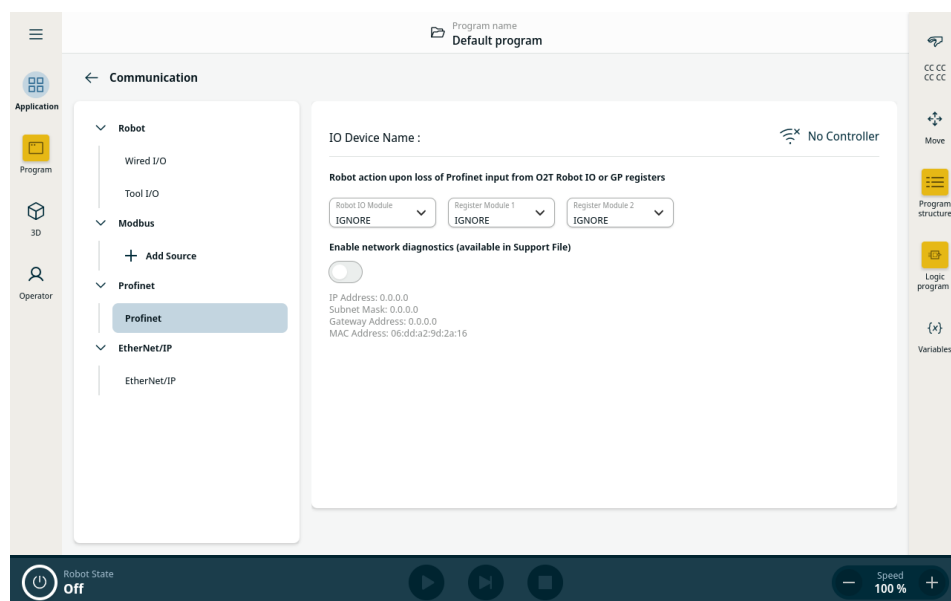 Program name
Default program
Communication
Application
Program
3D
Operator
Robot
Wired I/O
Tool I/O
Modbus
Add Source
Profinet
Profinet
EtherNet/IP
EtherNet/IP
IO Device Name :
No Controller
Robot action upon loss of Profinet input from O2T Robot IO or GP registers
Robot IO Module
IGNORE
Register Module 1
IGNORE
Register Module 2
IGNORE
Enable network diagnostics (available in Support File)
IP Address: 0.0.0.0
Subnet Mask: 0.0.0.0
Gateway Address: 0.0.0.0
MAC Address: 06:dd:a2:9d:2a:16
CC CC
CC CC
Move
Program
structure
Logic
program
{x}
Variables
Robot State
Off
Speed
100 %